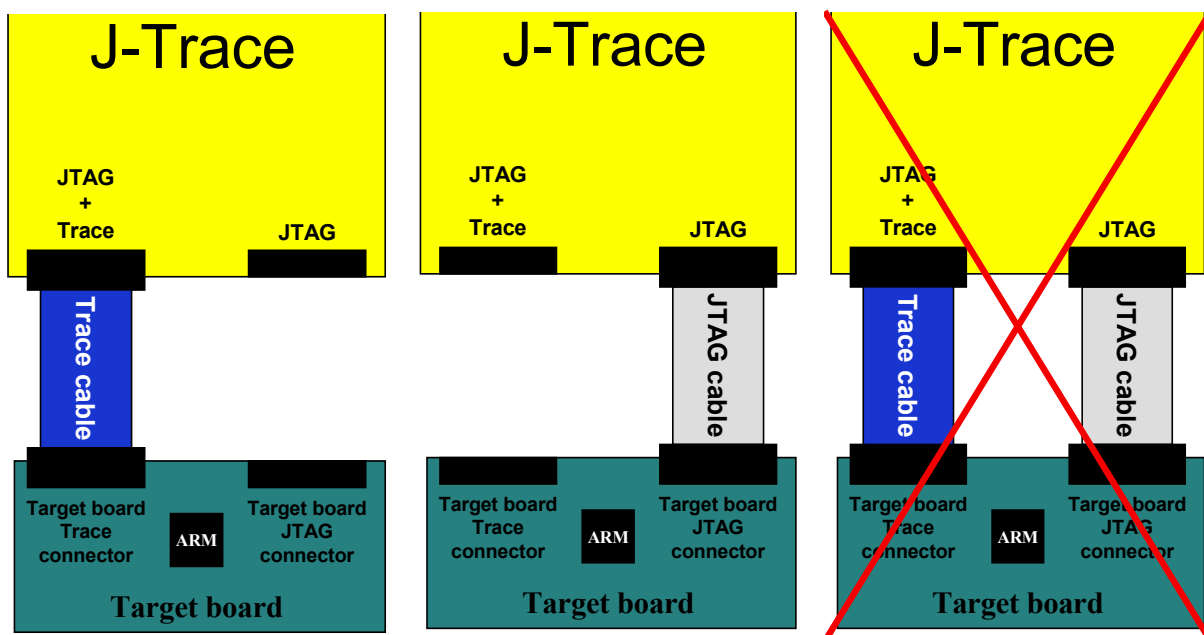 J-Trace
JTAG
+
Trace
JTAG
Trace cable
Target board
Trace
connector
ARM
Target board
JTAG
connector
Target board
J-Trace
JTAG
+
Trace
JTAG
JTAG cable
Target board
Trace
connector
ARM
Target board
JTAG
connector
Target board
J-Trace
JTAG
+
Trace
JTAG
Trace cable
JTAG cable
Target board
Trace
connector
ARM
Target board
JTAG
connector
Target board